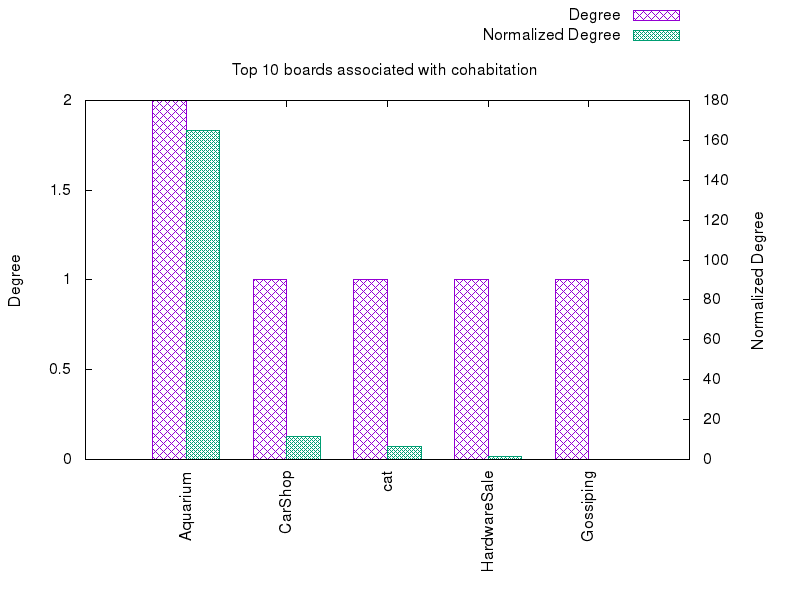 Degree
Normalized Degree
Top 10 boards associated with cohabitation
2
1.5
1
0.5
0
180
160
140
120
100
80
60
40
20
0
Degree
Normalized Degree
Aquarium
CarShop
cat
HardwareSale
Gossiping